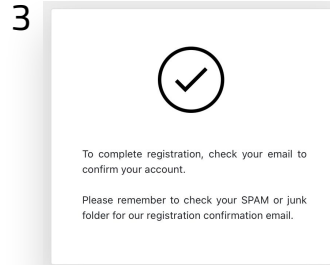 3
To complete registration, check your email to
confirm your account.
Please remember to check your SPAM or junk
folder for our registration confirmation email.